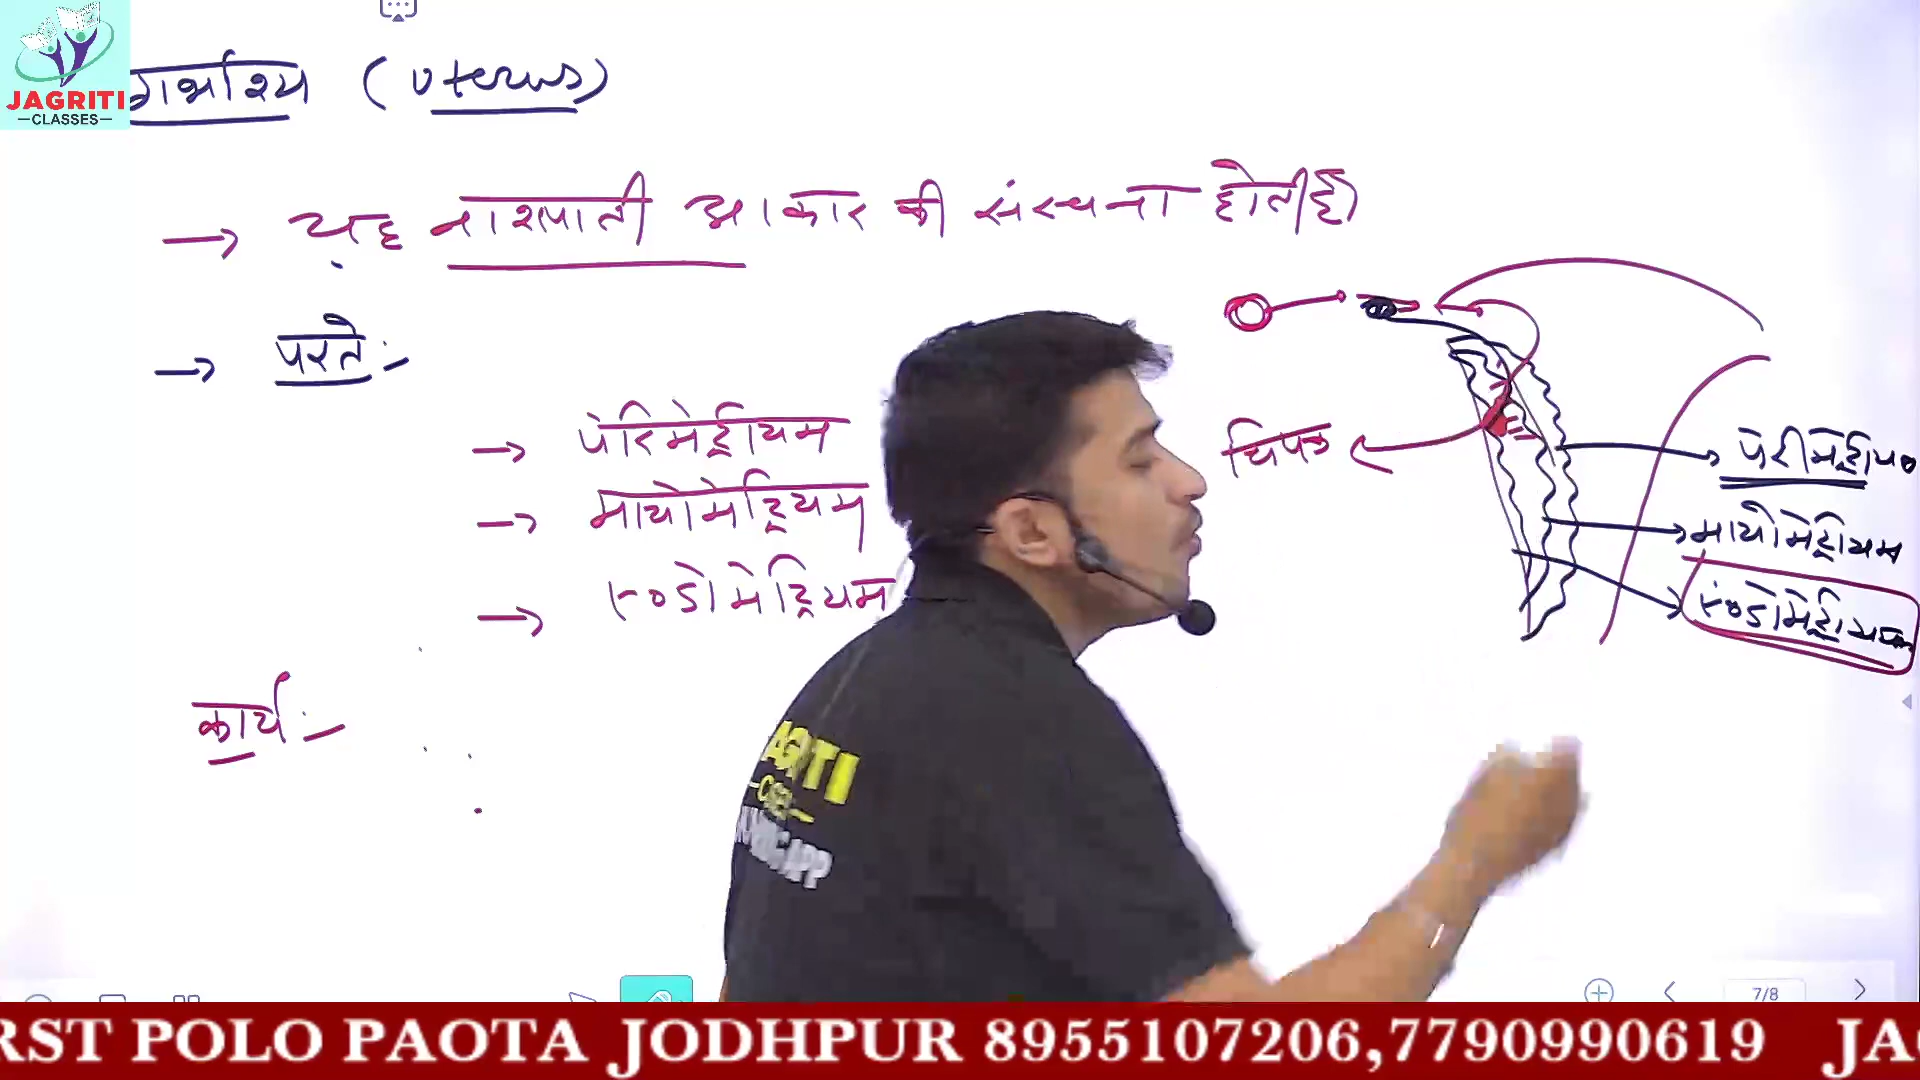 JAGRITI
CLASSES
गर्भाश्य (Uterus)
→ यह नाशपाती आकार की संरचना होती है
→ परते :-
→ पेरिमेट्रीयम
→ मायोमेट्रियम
→ एण्डोमेट्रियम
चिपक
पेरीमेट्रीयम
मायोमेट्रीयम
एण्डोमेट्रीयम
कार्य :-
7/8
RST POLO PAOTA JODHPUR 8955107206,7790990619 JA